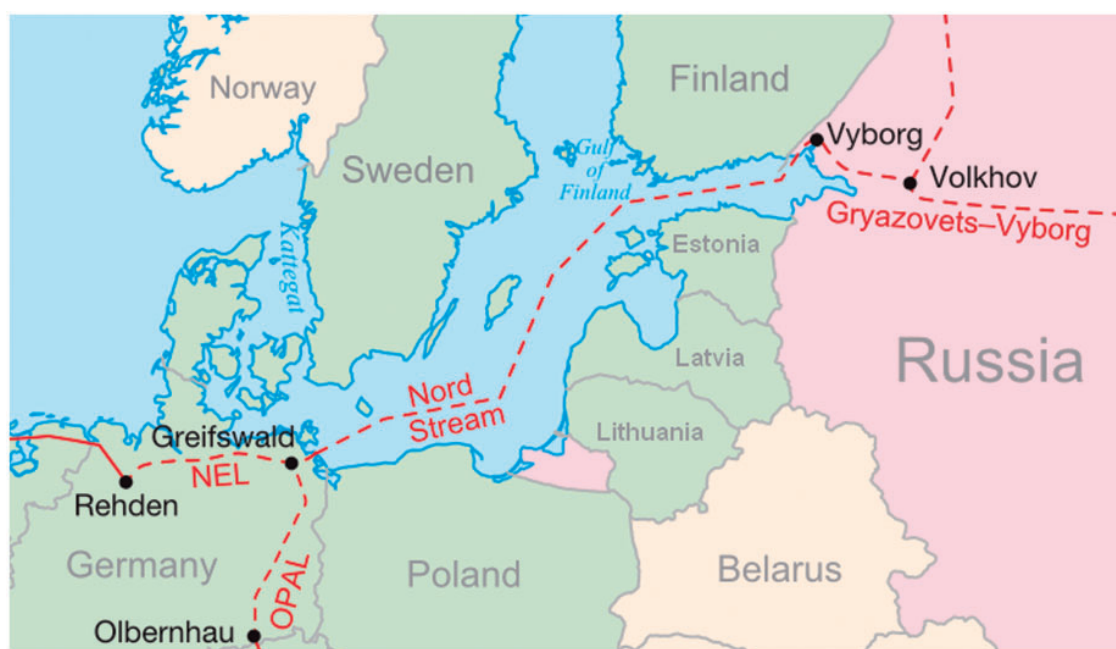 Norway
Finland
Sweden
Gulf
of
Finland
Vyborg
Volkhov
Gryazovets–Vyborg
Kattegat
Estonia
Russia
Latvia
Nord
Stream
Lithuania
Greifswald
NEL
Rehden
Germany
OPAL
Poland
Belarus
Olbernhau